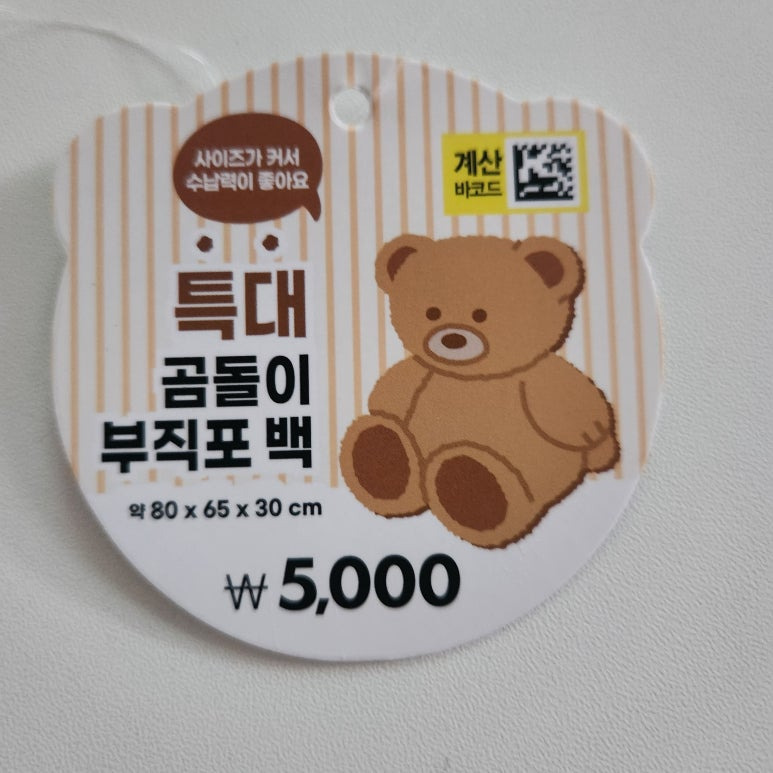 사이즈가 커서
수납력이 좋아요
계산
바코드
특대
곰돌이
부직포 백
약 80 x 65 x 30 cm
₩ 5,000